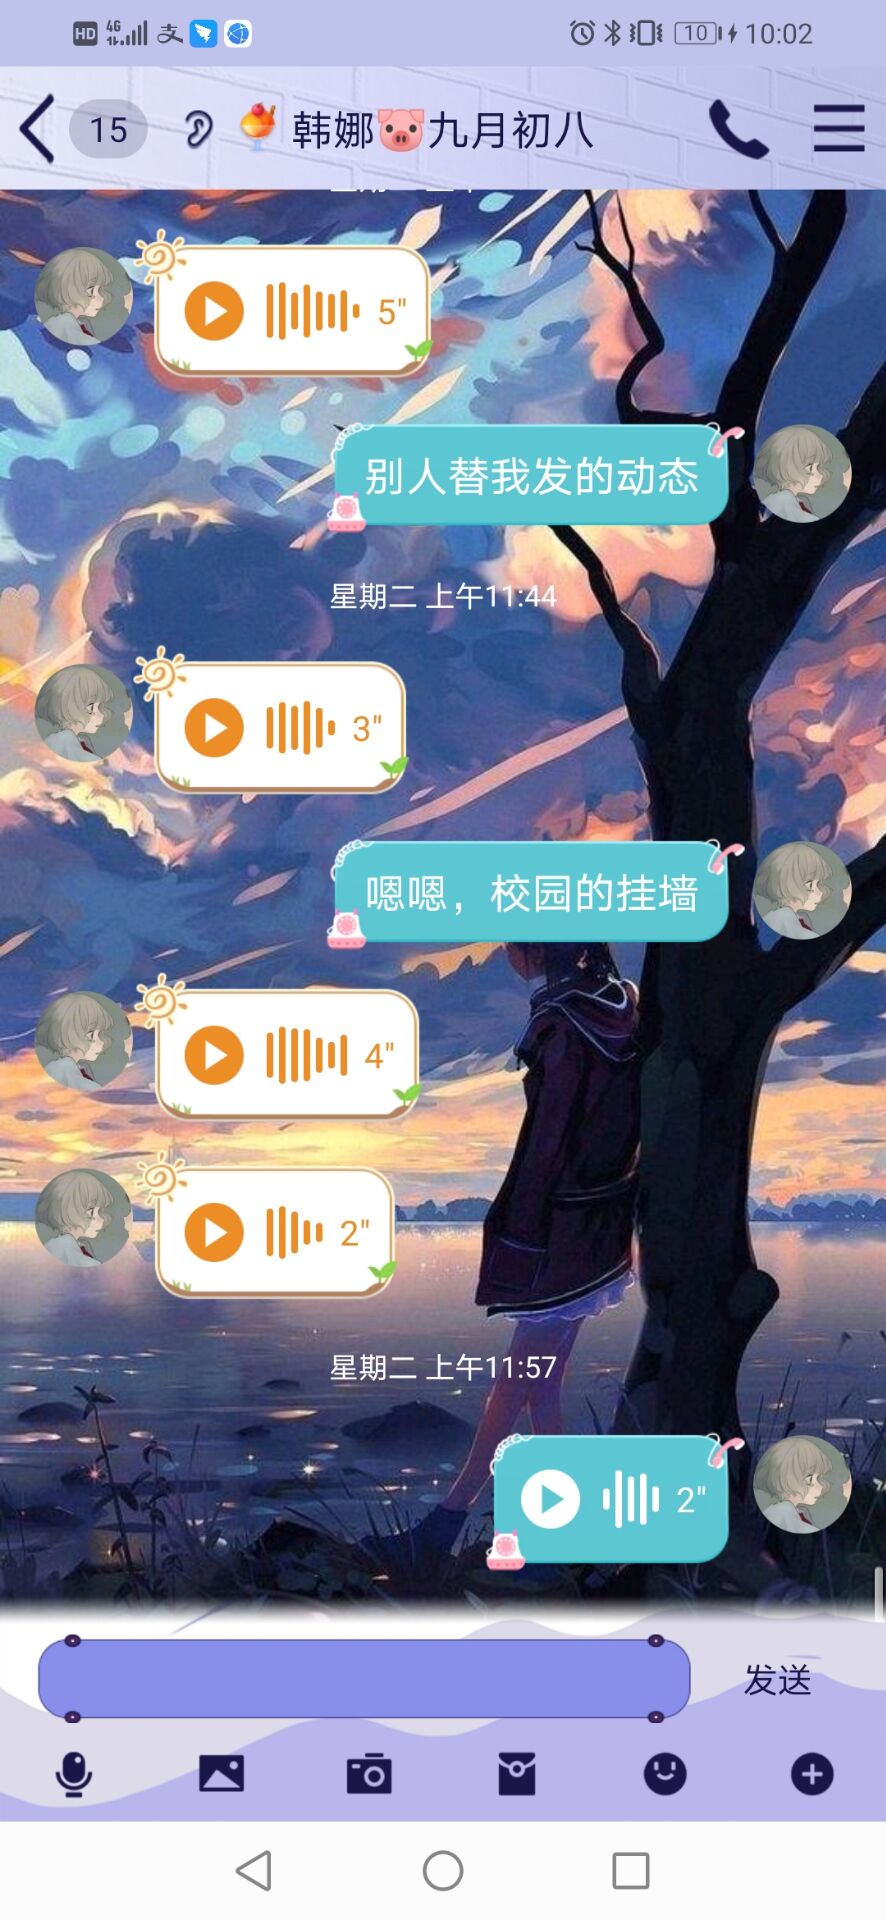 HD 4G 支 10 10:02
15 韩娜🐷九月初八
5"
别人替我发的动态
星期二 上午11:44
3"
嗯嗯，校园的挂墙
4"
2"
星期二 上午11:57
2"
发送